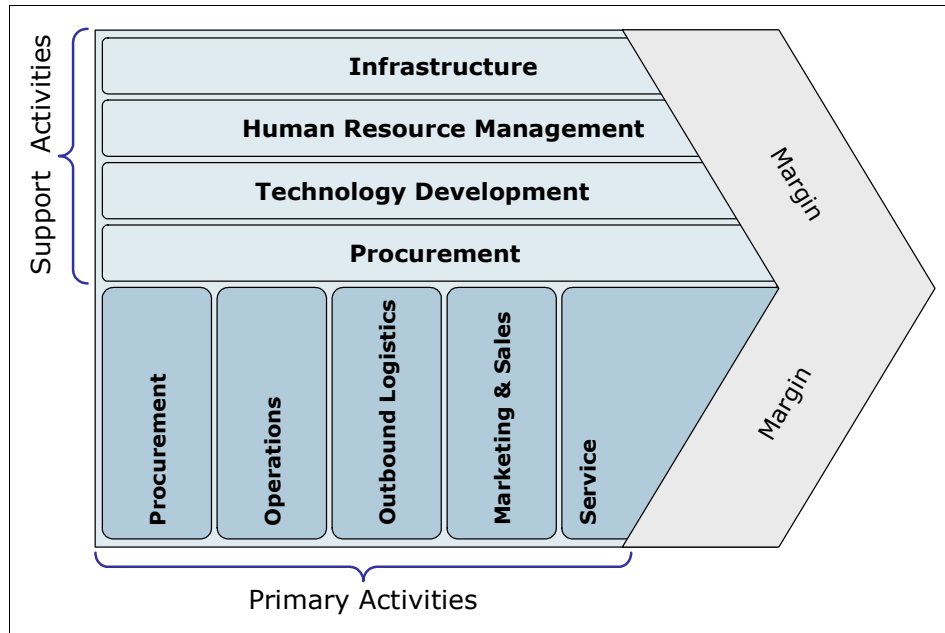 Support Activities
Infrastructure
Human Resource Management
Technology Development
Procurement
Procurement
Operations
Outbound Logistics
Marketing & Sales
Service
Margin
Margin
Primary Activities